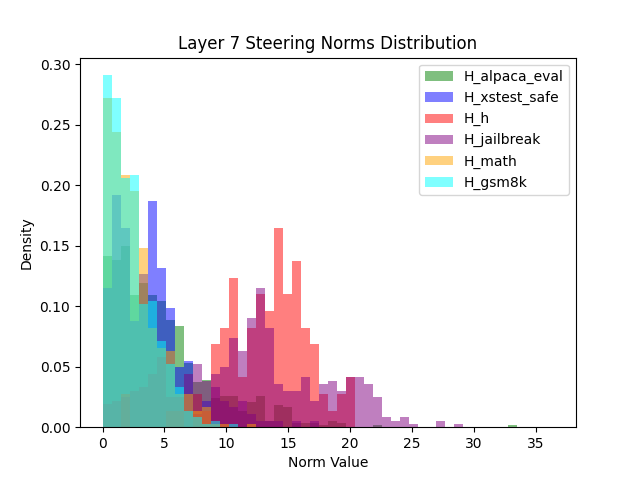 Layer 7 Steering Norms Distribution
H_alpaca_eval
H_xstest_safe
H_h
H_jailbreak
H_math
H_gsm8k
Density
0.30
0.25
0.20
0.15
0.10
0.05
0.00
0 5 10 15 20 25 30 35
Norm Value